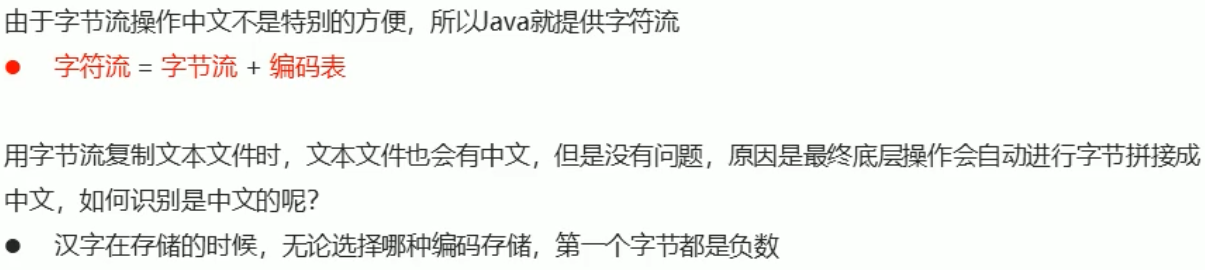 由于字节流操作中文不是特别的方便，所以Java就提供字符流
● 字符流 = 字节流 + 编码表
用字节流复制文本文件时，文本文件也会有中文，但是没有问题，原因是最终底层操作会自动进行字节拼接成
中文，如何识别是中文的呢？
● 汉字在存储的时候，无论选择哪种编码存储，第一个字节都是负数